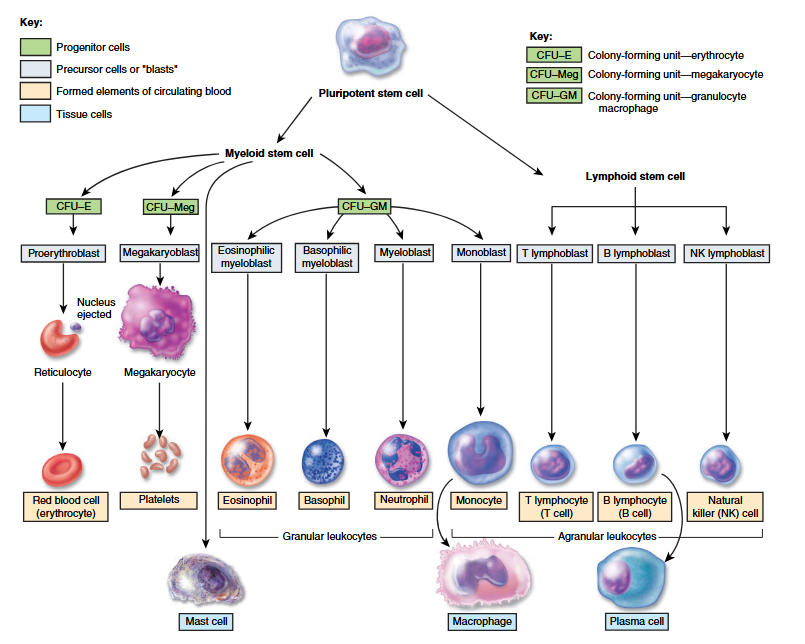 Key:
Progenitor cells
Precursor cells or "blasts"
Formed elements of circulating blood
Tissue cells
Key:
CFU–E Colony-forming unit—erythrocyte
CFU–Meg Colony-forming unit—megakaryocyte
CFU–GM Colony-forming unit—granulocyte
macrophage
Pluripotent stem cell
Myeloid stem cell
Lymphoid stem cell
CFU–E
CFU–Meg
CFU–GM
Proerythroblast
Megakaryoblast
Eosinophilic
myeloblast
Basophilic
myeloblast
Myeloblast
Monoblast
T lymphoblast
B lymphoblast
NK lymphoblast
Nucleus
ejected
Reticulocyte
Megakaryocyte
Red blood cell
(erythrocyte)
Platelets
Eosinophil
Basophil
Neutrophil
Monocyte
T lymphocyte
(T cell)
B lymphocyte
(B cell)
Natural
killer (NK) cell
Granular leukocytes
Agranular leukocytes
Mast cell
Macrophage
Plasma cell